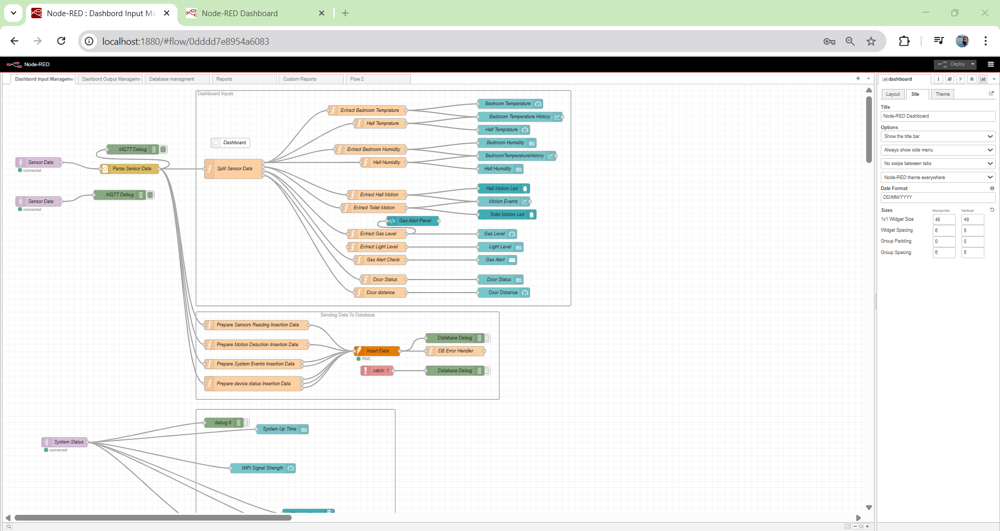 Node-RED : Dashbord Input Ma
Node-RED Dashboard
localhost:1880/#flow/0dddd7e8954a6083
Node-RED
Deploy
Dashbord Input Manageme
Dashbord Output Manageme
Database managment
Reports
Custom Reports
Flow 2
dashboard
Layout
Site
Theme
Title
Node-RED Dashboard
Options
Show the title bar
Always show side menu
No swipe between tabs
Node-RED theme everywhere
Date Format
DD/MM/YYYY
Sizes
Horizontal
Vertical
1x1 Widget Size
48
48
Widget Spacing
6
6
Group Padding
0
0
Group Spacing
6
6
Dashboard Inputs
Extract Bedroom Temprature
Bedroom Temperature
Bedroom Temperature History
Hall Temprature
Hall Temprature
Dashboard
Bedroom Humidity
abc
MQTT Debug
Extract Bedroom Humidity
BedroomTemperatureHistory
Sensor Data
connected
Hall Humidity
Parse Sensor Data
Split Sensor Data
Hall Humidity
abc
Hall Motion Led
MQTT Debug
Extract Hall Motion
Sensor Data
connected
Motion Events
Extract Toilet Motion
Toilet Motion Led
Gas Alert Panel
Extract Gas Level
Gas Level
Extract Light Level
Light Level
abc
Gas Alert Check
Gas Alert
Door Status
Door Status
abc
Door distance
Door Distance
Sending Data To Database
Prepare Sensors Reading Insertion Data
Database Debug
Prepare Motion Detuction Insertion Data
Insert Data
RWC
DB Error Handler
Prepare System Events Insertion Data
catch: 1
Database Debug
Prepare device status Insertion Data
debug 6
System Up Time
abc
System Status
connected
WiFi Signal Strength